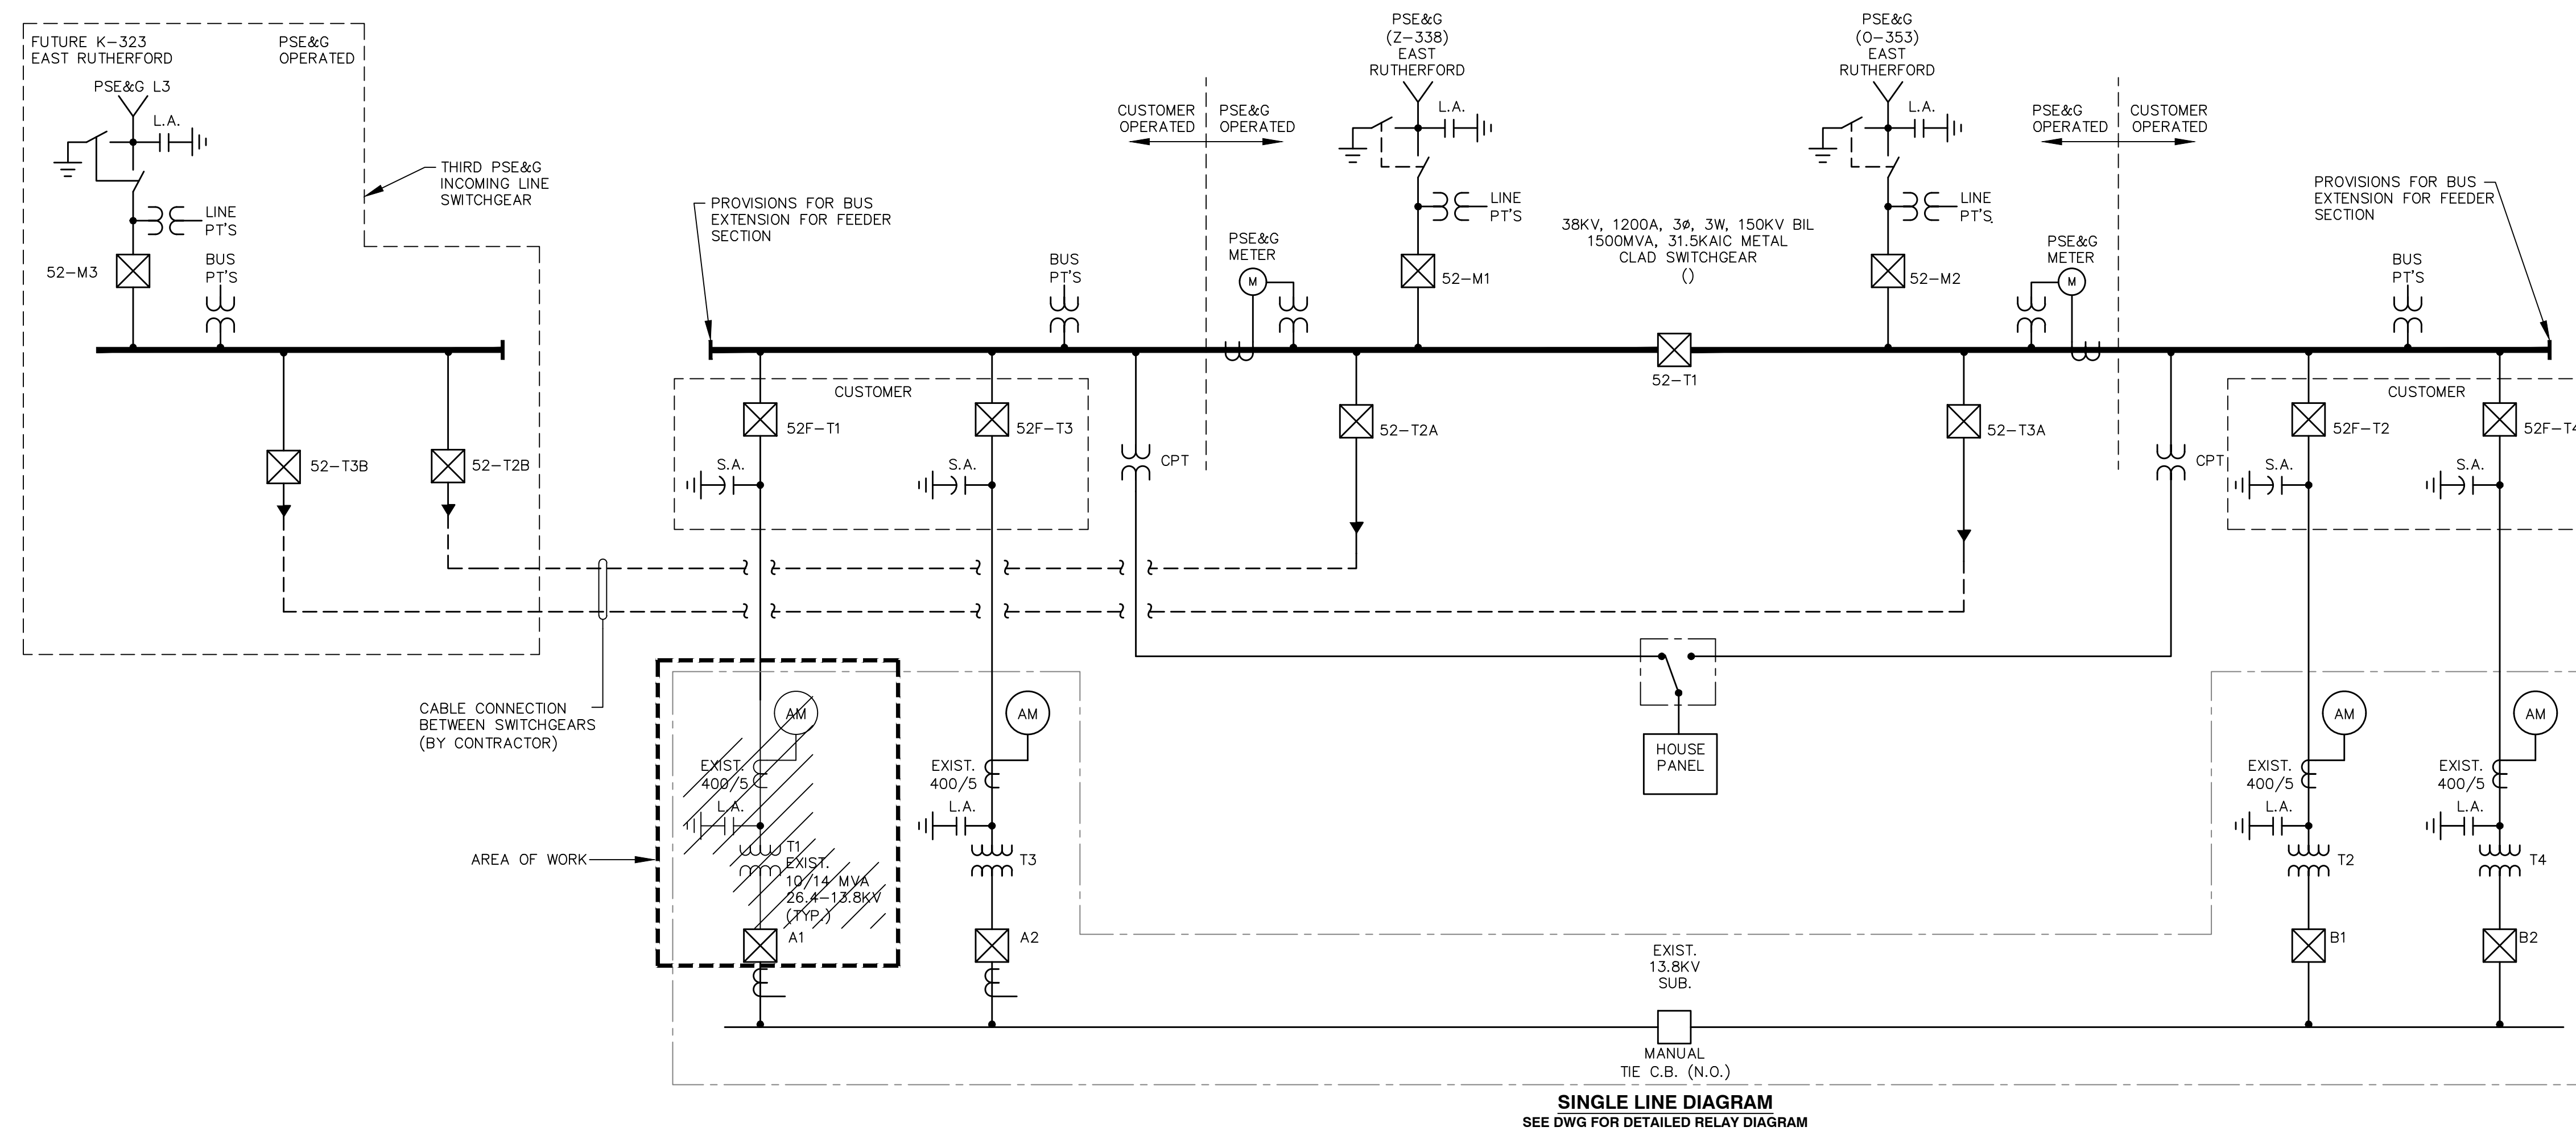 FUTURE K-323
EAST RUTHERFORD
PSE&G
OPERATED
PSE&G L3
L.A.
THIRD PSE&G
INCOMING LINE
SWITCHGEAR
LINE
PT'S
52-M3
BUS
PT'S
52-T3B
52-T2B
CABLE CONNECTION
BETWEEN SWITCHGEARS
(BY CONTRACTOR)
PROVISIONS FOR BUS
EXTENSION FOR FEEDER
SECTION
BUS
PT'S
CUSTOMER
OPERATED
PSE&G
OPERATED
PSE&G
METER
M
PSE&G
(Z-338)
EAST
RUTHERFORD
L.A.
LINE
PT'S
52-M1
38KV, 1200A, 3ø, 3W, 150KV BIL
1500MVA, 31.5KAIC METAL
CLAD SWITCHGEAR
()
PSE&G
(O-353)
EAST
RUTHERFORD
L.A.
LINE
PT'S
52-M2
PSE&G
OPERATED
CUSTOMER
OPERATED
PSE&G
METER
M
PROVISIONS FOR BUS
EXTENSION FOR FEEDER
SECTION
BUS
PT'S
52-T1
CUSTOMER
52F-T1
S.A.
52F-T3
S.A.
CPT
52-T2A
52-T3A
CPT
CUSTOMER
52F-T2
S.A.
52F-T4
S.A.
HOUSE
PANEL
AREA OF WORK
AM
EXIST.
400/5
L.A.
T1
EXIST.
10/14 MVA
26.4-13.8KV
(TYP.)
A1
AM
EXIST.
400/5
L.A.
T3
A2
AM
EXIST.
400/5
L.A.
T2
B1
AM
EXIST.
400/5
L.A.
T4
B2
EXIST.
13.8KV
SUB.
MANUAL
TIE C.B. (N.O.)
SINGLE LINE DIAGRAM
SEE DWG FOR DETAILED RELAY DIAGRAM